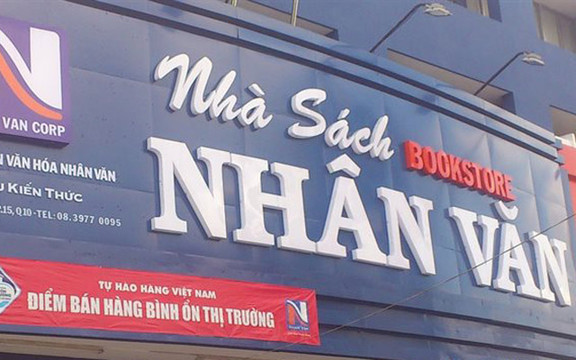 N
VAN CORP
VĂN HÓA NHÂN VĂN
KIẾN THỨC
Q10 - TEL: 08.3977 0095
Nhà Sách
BOOKSTORE
NHÂN VĂN
TỰ HÀO HÀNG VIỆT NAM
ĐIỂM BÁN HÀNG BÌNH ỔN THỊ TRƯỜNG
N